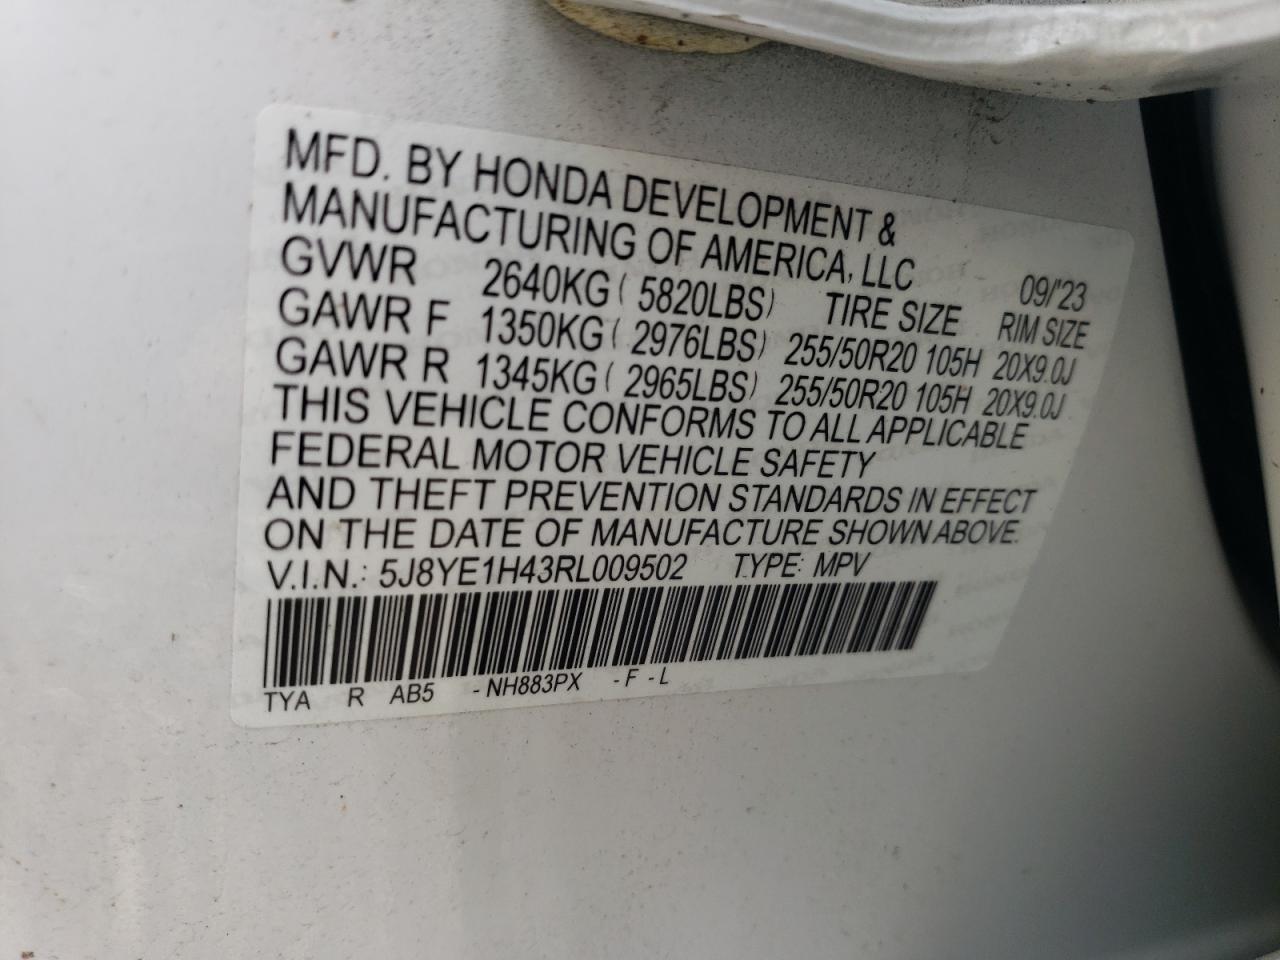 MFD. BY HONDA DEVELOPMENT &
MANUFACTURING OF AMERICA, LLC 09/'23
GVWR 2640KG ( 5820LBS) TIRE SIZE RIM SIZE
GAWR F 1350KG ( 2976LBS) 255/50R20 105H 20X9.0J
GAWR R 1345KG ( 2965LBS) 255/50R20 105H 20X9.0J
THIS VEHICLE CONFORMS TO ALL APPLICABLE
FEDERAL MOTOR VEHICLE SAFETY
AND THEFT PREVENTION STANDARDS IN EFFECT
ON THE DATE OF MANUFACTURE SHOWN ABOVE.
V.I.N.: 5J8YE1H43RL009502 TYPE: MPV
TYA R AB5 -NH883PX -F -L